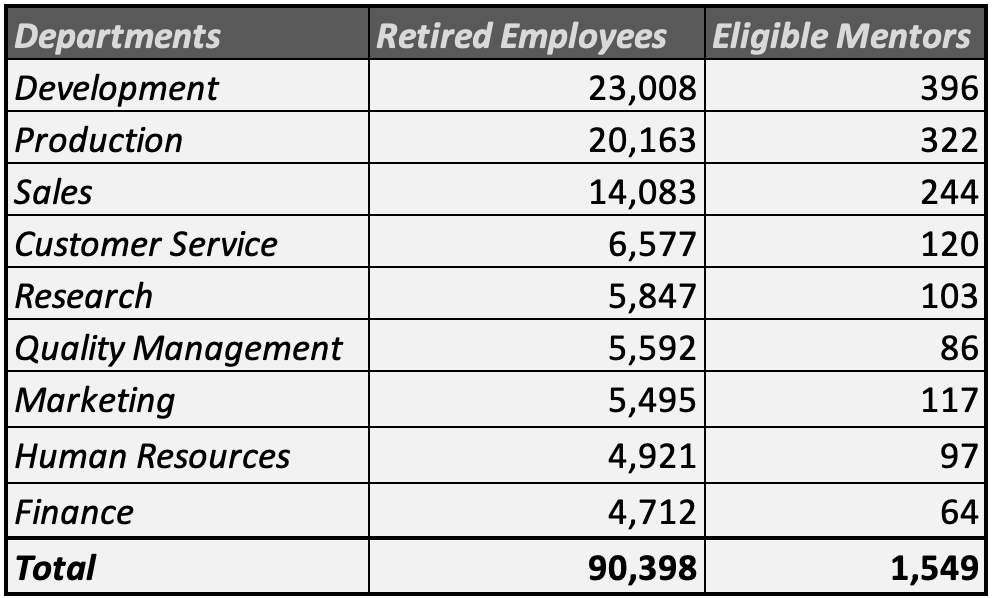 Departments Retired Employees Eligible Mentors
Development 23,008 396
Production 20,163 322
Sales 14,083 244
Customer Service 6,577 120
Research 5,847 103
Quality Management 5,592 86
Marketing 5,495 117
Human Resources 4,921 97
Finance 4,712 64
Total 90,398 1,549